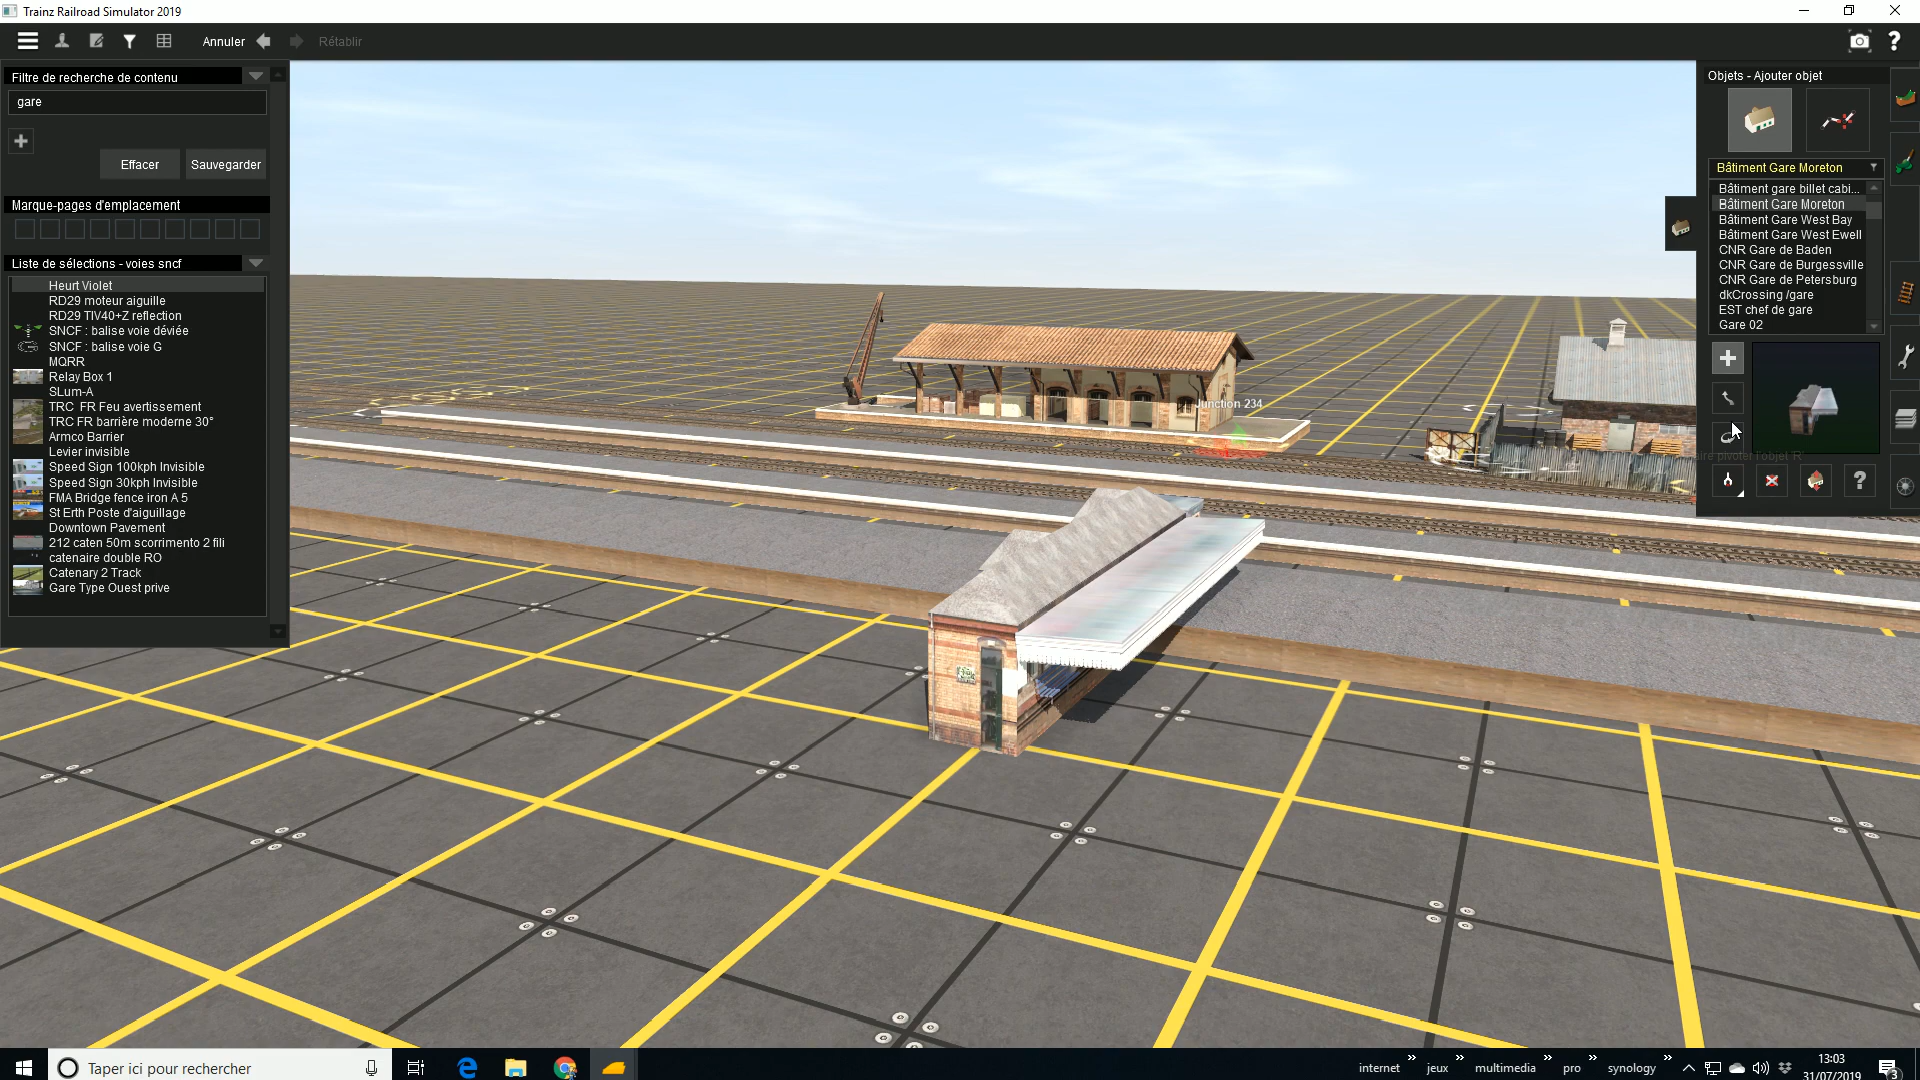 Trainz Railroad Simulator 2019
Annuler
Rétablir
Filtre de recherche de contenu
gare
Effacer
Sauvegarder
Marque-pages d'emplacement
Liste de sélections - voies sncf
Heurt Violet
RD29 moteur aiguille
RD29 TIV40+Z reflection
SNCF : balise voie déviée
SNCF : balise voie G
MQRR
Relay Box 1
SLum-A
TRC FR Feu avertissement
TRC FR barrière moderne 30°
Armco Barrier
Levier invisible
Speed Sign 100kph Invisible
Speed Sign 30kph Invisible
FMA Bridge fence iron A 5
St Erth Poste d'aiguillage
Downtown Pavement
212 caten 50m scorrimento 2 fili
catenaire double RO
Catenary 2 Track
Gare Type Ouest prive
Junction 234
Objets - Ajouter objet
Bâtiment Gare Moreton
Bâtiment gare billet cabi...
Bâtiment Gare Moreton
Bâtiment Gare West Bay
Bâtiment Gare West Ewell
CNR Gare de Baden
CNR Gare de Burgessville
CNR Gare de Petersburg
dkCrossing /gare
EST chef de gare
Gare 02
pivoter l'objet 'R'
?
Taper ici pour rechercher
internet
jeux
multimedia
pro
synology
13:03
31/07/2019
3